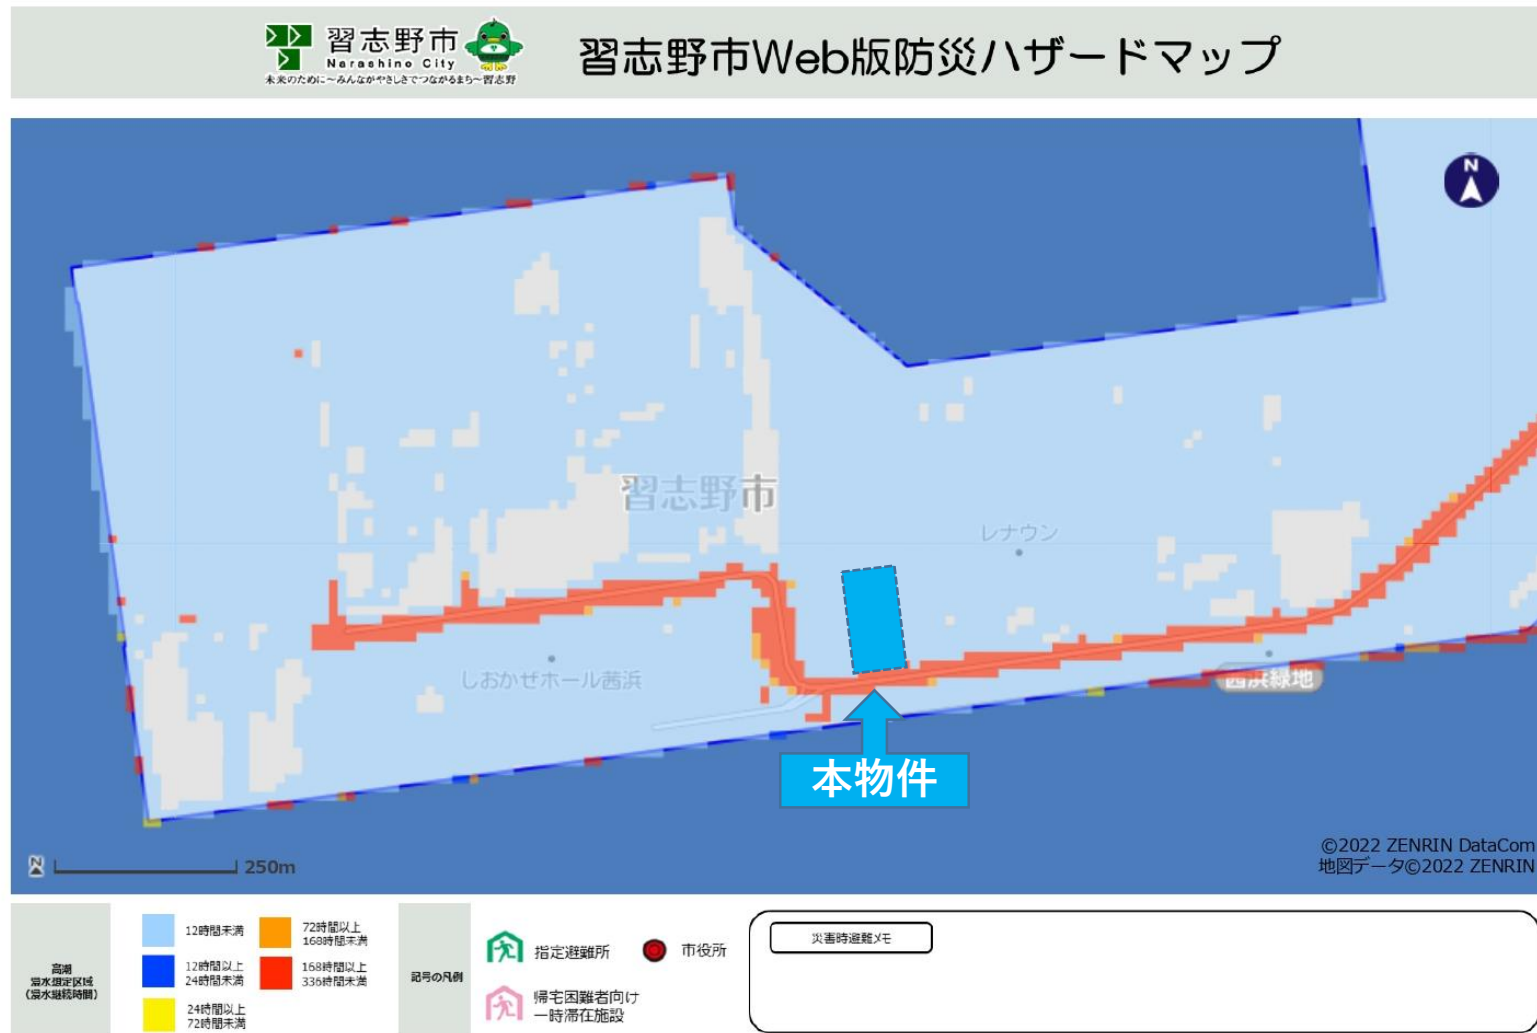 習志野市
Narashino City
未来のために～みんながやさしさでつながるまち～習志野
習志野市Web版防災ハザードマップ
N
習志野市
レナウン
しおかぜホール茜浜
茜浜緑地
本物件
N
250m
©2022 ZENRIN DataCom
地図データ©2022 ZENRIN
高潮
浸水想定区域
（浸水継続時間）
12時間未満
12時間以上
24時間未満
24時間以上
72時間未満
72時間以上
168時間未満
168時間以上
336時間未満
記号の凡例
指定避難所
市役所
帰宅困難者向け
一時滞在施設
災害時避難メモ